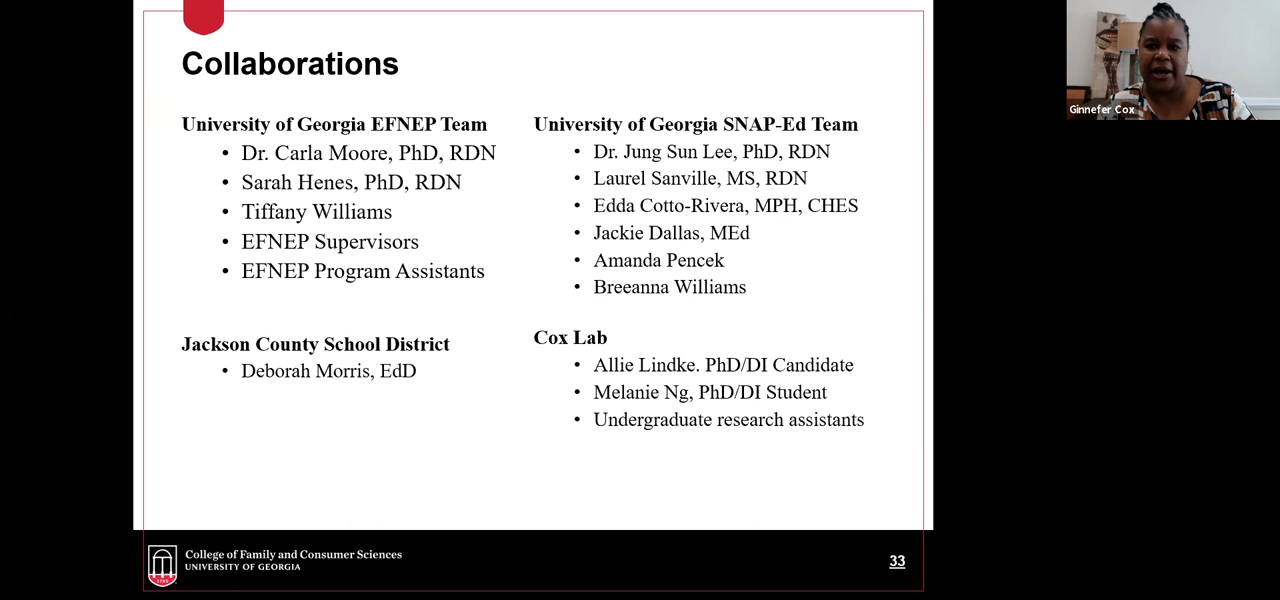 Collaborations
University of Georgia EFNEP Team
• Dr. Carla Moore, PhD, RDN
• Sarah Henes, PhD, RDN
• Tiffany Williams
• EFNEP Supervisors
• EFNEP Program Assistants
Jackson County School District
• Deborah Morris, EdD
University of Georgia SNAP-Ed Team
• Dr. Jung Sun Lee, PhD, RDN
• Laurel Sanville, MS, RDN
• Edda Cotto-Rivera, MPH, CHES
• Jackie Dallas, MEd
• Amanda Pencek
• Breeanna Williams
Cox Lab
• Allie Lindke. PhD/DI Candidate
• Melanie Ng, PhD/DI Student
• Undergraduate research assistants
1785
College of Family and Consumer Sciences
UNIVERSITY OF GEORGIA
33
Ginnefer Cox